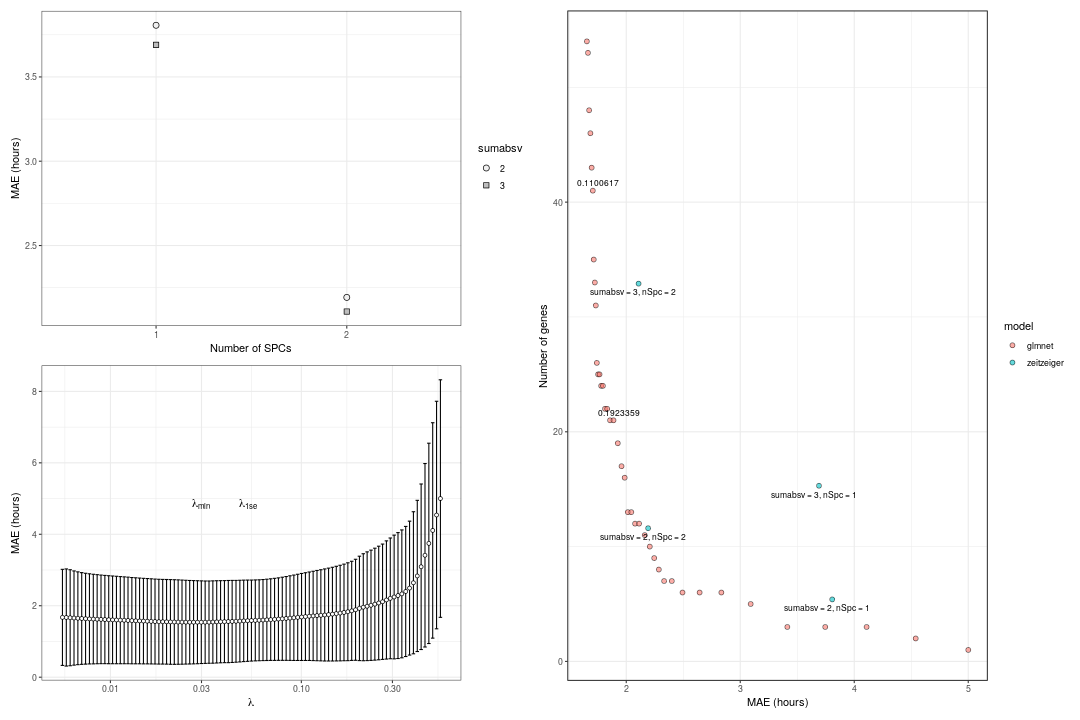 3.5
3.0
2.5
MAE (hours)
1
2
Number of SPCs
sumabsv
2
3
8
6
4
2
0
MAE (hours)
λmin
λ1se
0.01
0.03
0.10
0.30
λ
40
20
0
Number of genes
0.1100617
sumabsv = 3, nSpc = 2
0.1923359
sumabsv = 3, nSpc = 1
sumabsv = 2, nSpc = 2
sumabsv = 2, nSpc = 1
2
3
4
5
MAE (hours)
model
glmnet
zeitzeiger